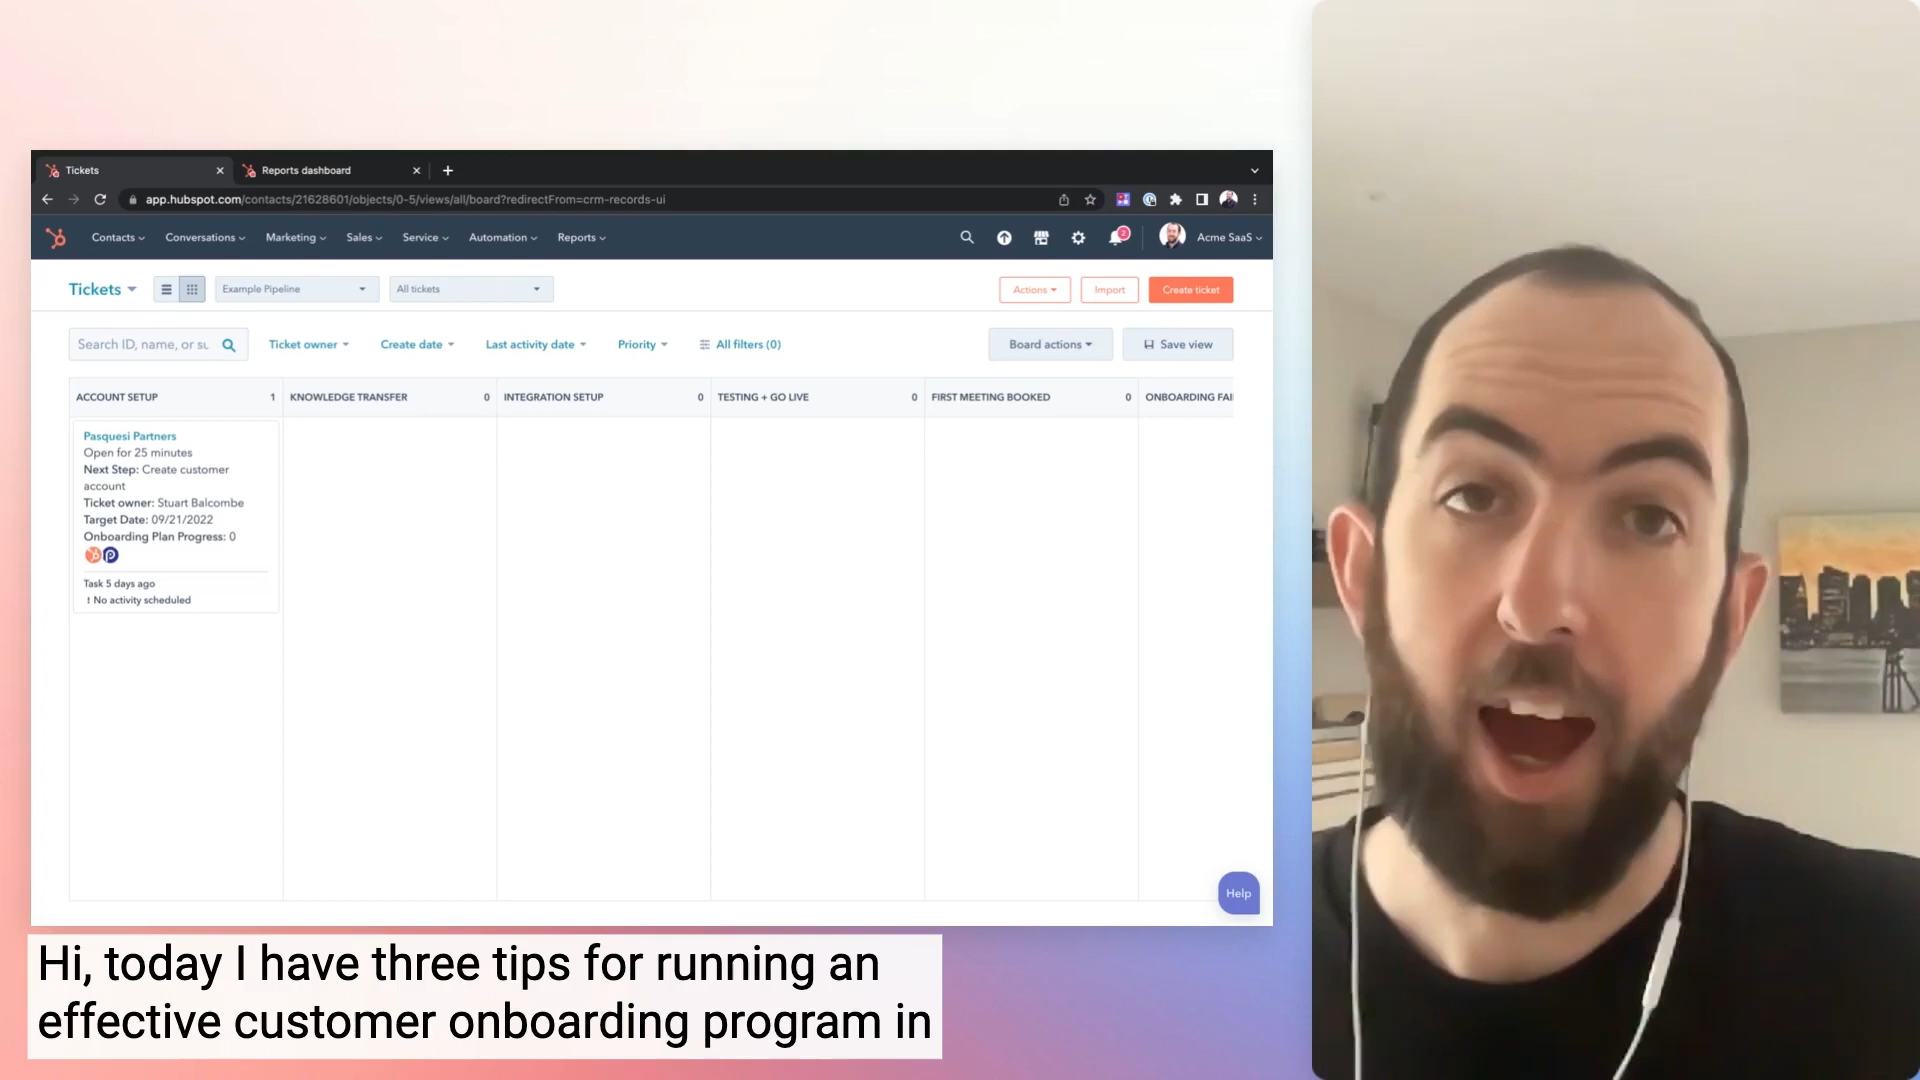 Tickets
Reports dashboard
app.hubspot.com/contacts/21628601/objects/0-5/views/all/board?redirectFrom=crm-records-ui
Contacts
Conversations
Marketing
Sales
Service
Automation
Reports
2
Acme SaaS
Tickets
Example Pipeline
All tickets
Actions
Import
Create ticket
Search ID, name, or su
Ticket owner
Create date
Last activity date
Priority
All filters (0)
Board actions
Save view
ACCOUNT SETUP 1
KNOWLEDGE TRANSFER 0
INTEGRATION SETUP 0
TESTING + GO LIVE 0
FIRST MEETING BOOKED 0
ONBOARDING FAI
Pasquesi Partners
Open for 25 minutes
Next Step: Create customer
account
Ticket owner: Stuart Balcombe
Target Date: 09/21/2022
Onboarding Plan Progress: 0
Task 5 days ago
! No activity scheduled
Help
Hi, today I have three tips for running an
effective customer onboarding program in